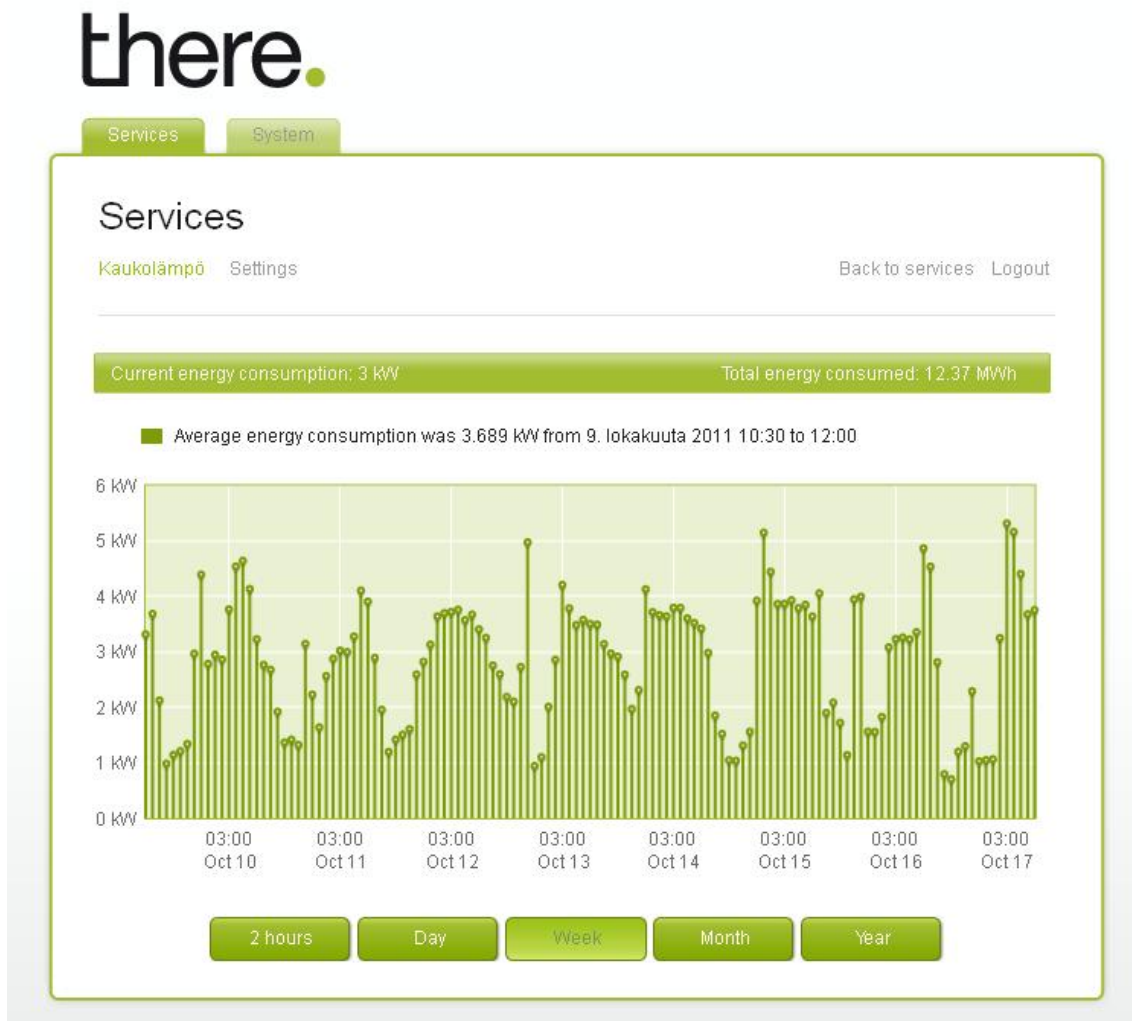 there.
Services System
Services
Kaukolämpö Settings Back to services Logout
Current energy consumption: 3 kW Total energy consumed: 12.37 MWh
Average energy consumption was 3.689 kW from 9. lokakuuta 2011 10:30 to 12:00
6 kW
5 kW
4 kW
3 kW
2 kW
1 kW
0 kW
03:00 03:00 03:00 03:00 03:00 03:00 03:00 03:00
Oct 10 Oct 11 Oct 12 Oct 13 Oct 14 Oct 15 Oct 16 Oct 17
2 hours Day Week Month Year